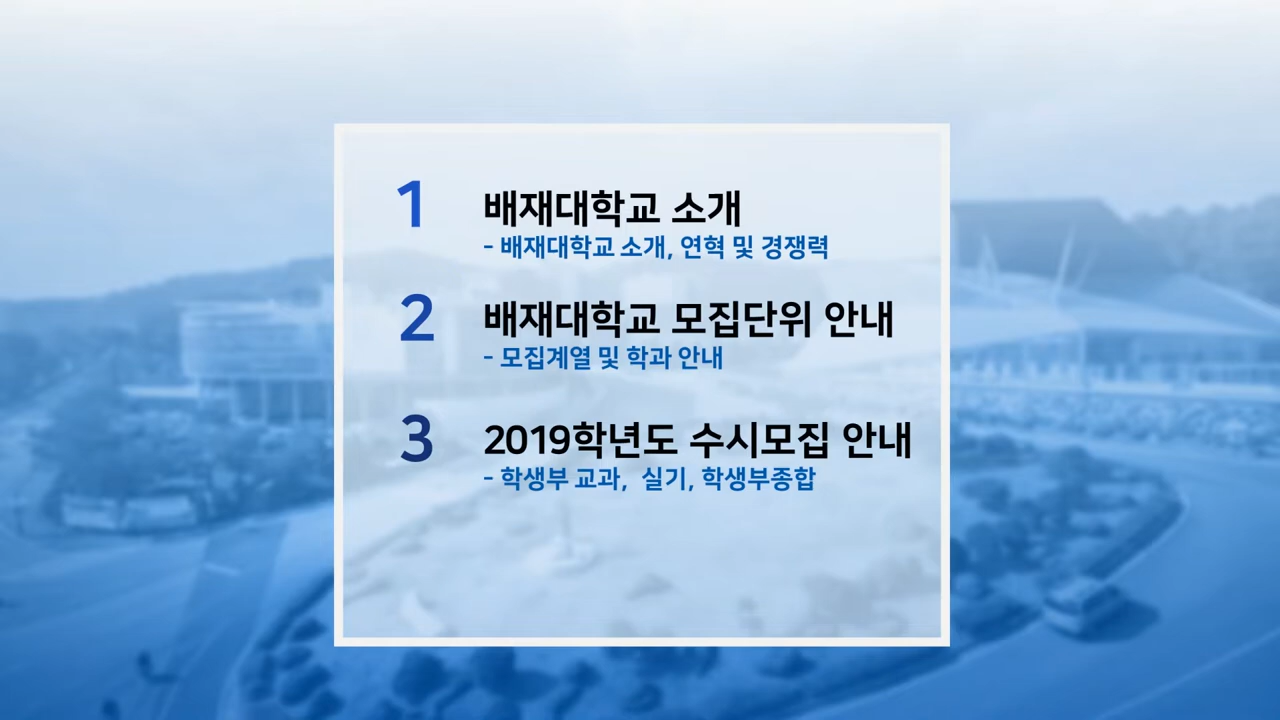 1 배재대학교 소개
- 배재대학교 소개, 연혁 및 경쟁력
2 배재대학교 모집단위 안내
- 모집계열 및 학과 안내
3 2019학년도 수시모집 안내
- 학생부 교과, 실기, 학생부종합